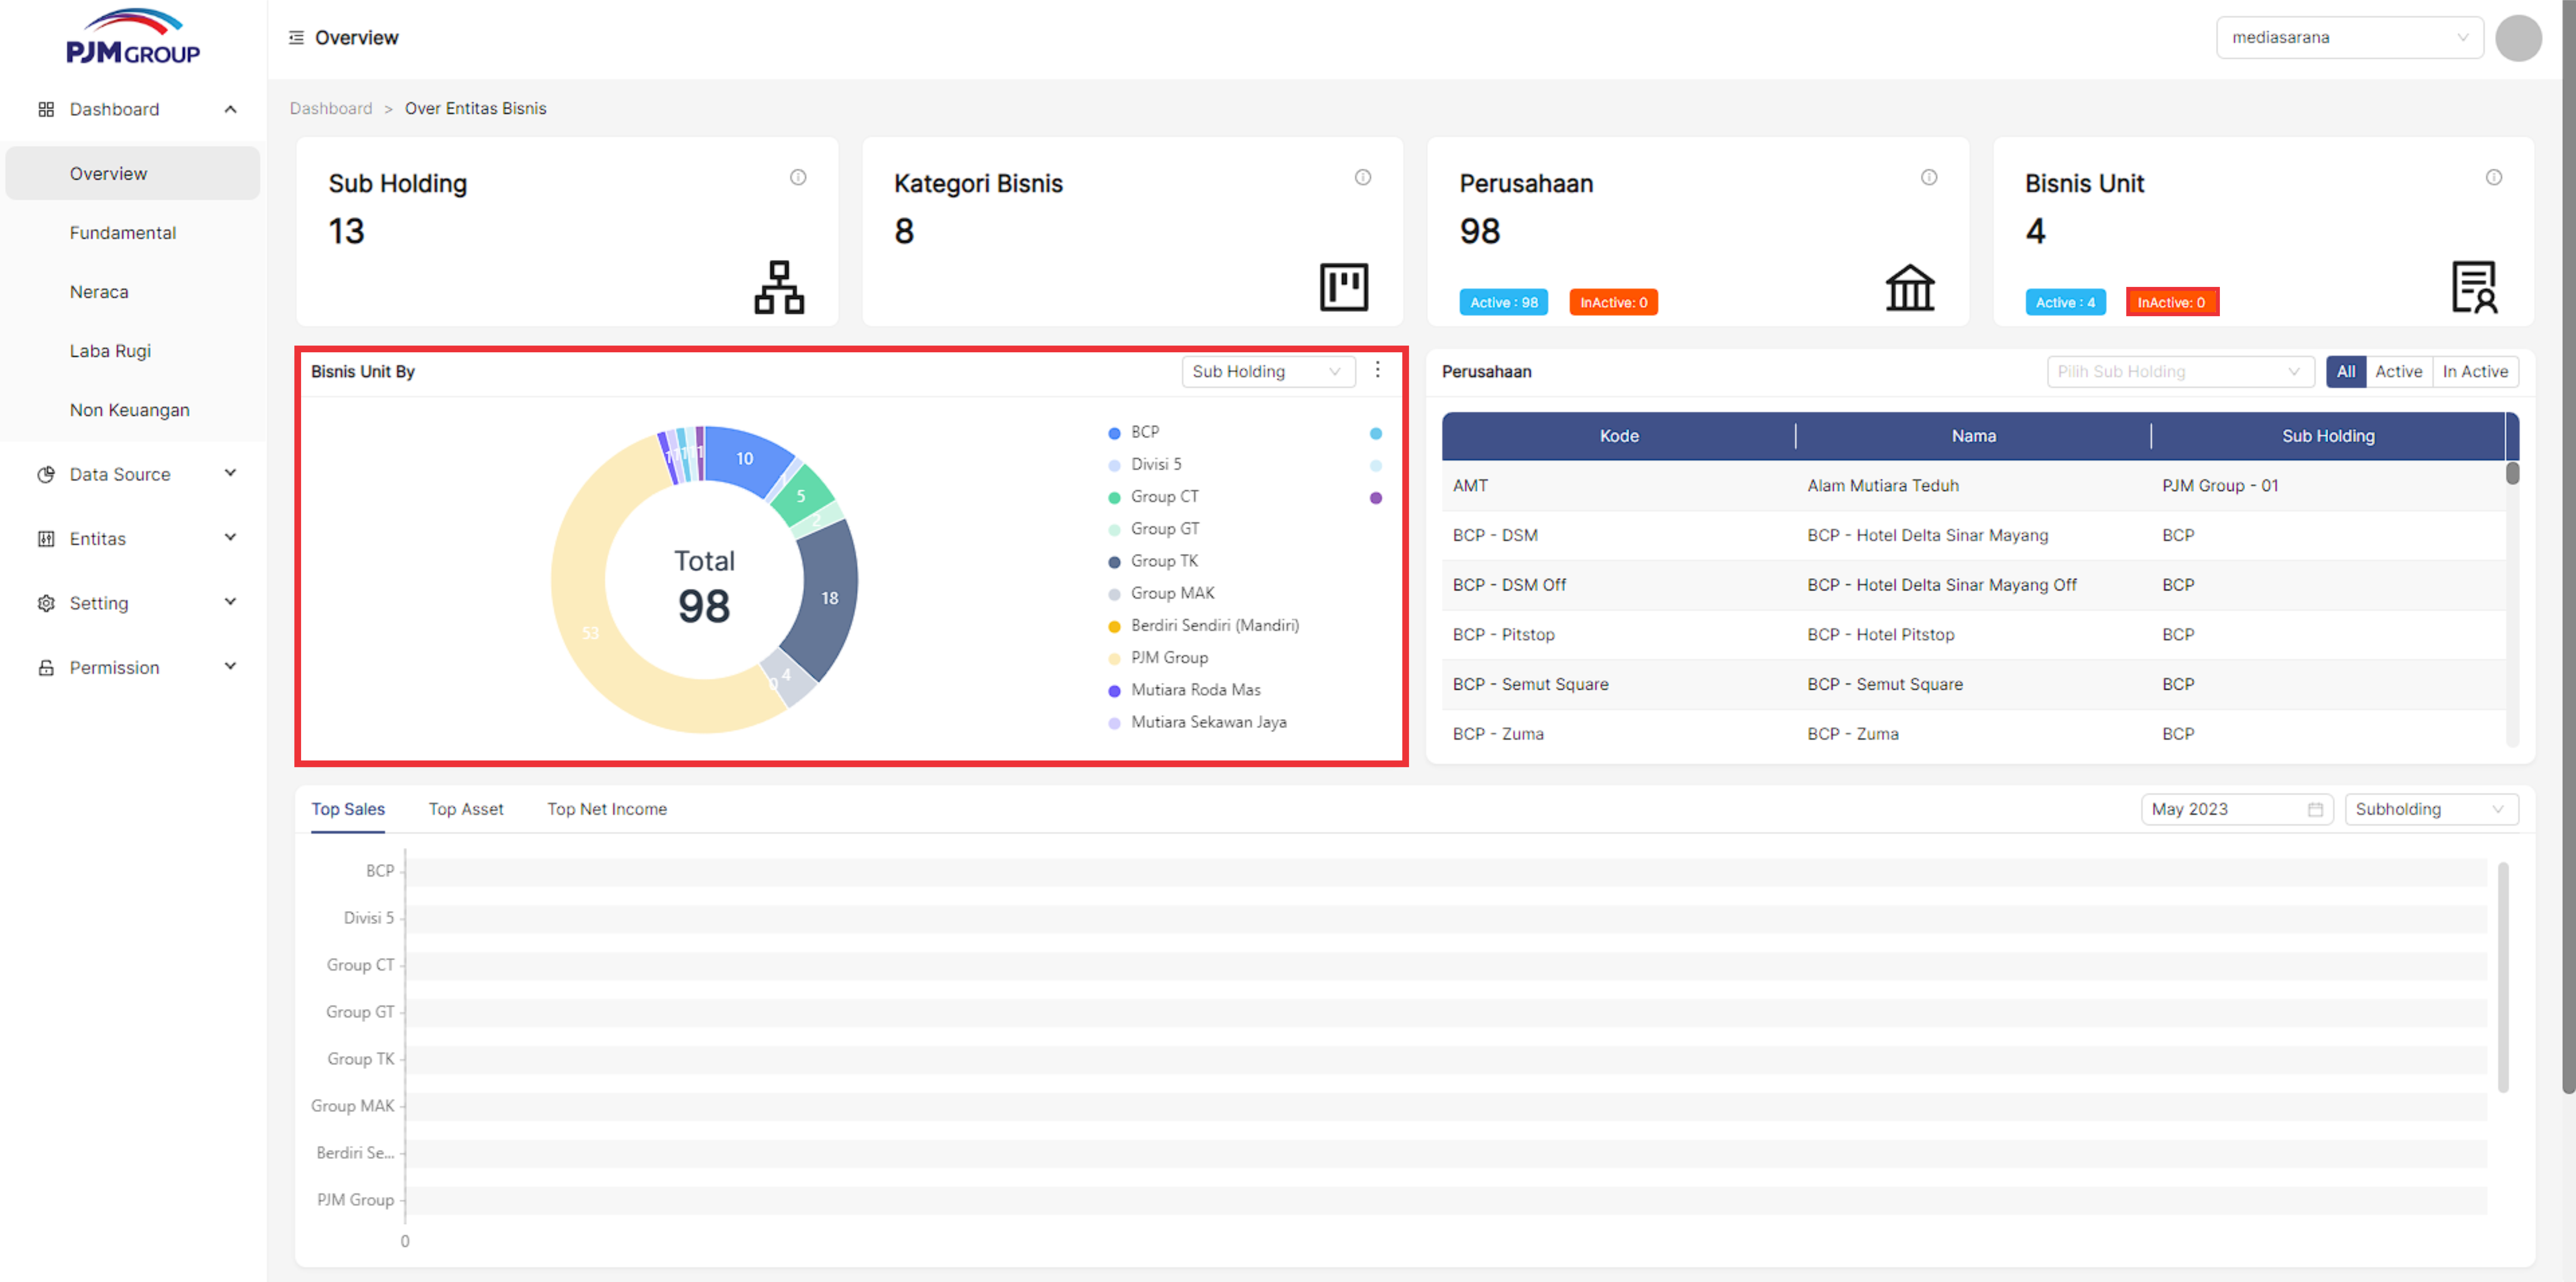 PJM GROUP
Overview
mediasarana
Dashboard
Overview
Fundamental
Neraca
Laba Rugi
Non Keuangan
Data Source
Entitas
Setting
Permission
Dashboard > Over Entitas Bisnis
Sub Holding
13
Kategori Bisnis
8
Perusahaan
98
Active : 98
InActive: 0
Bisnis Unit
4
Active : 4
InActive: 0
Bisnis Unit By
Sub Holding
10
5
2
18
4
0
53
1
1
1
1
1
Total
98
BCP
Divisi 5
Group CT
Group GT
Group TK
Group MAK
Berdiri Sendiri (Mandiri)
PJM Group
Mutiara Roda Mas
Mutiara Sekawan Jaya
Perusahaan
Pilih Sub Holding
All Active In Active
Kode Nama Sub Holding
AMT Alam Mutiara Teduh PJM Group - 01
BCP - DSM BCP - Hotel Delta Sinar Mayang BCP
BCP - DSM Off BCP - Hotel Delta Sinar Mayang Off BCP
BCP - Pitstop BCP - Hotel Pitstop BCP
BCP - Semut Square BCP - Semut Square BCP
BCP - Zuma BCP - Zuma BCP
Top Sales Top Asset Top Net Income
May 2023
Subholding
BCP
Divisi 5
Group CT
Group GT
Group TK
Group MAK
Berdiri Se...
PJM Group
0